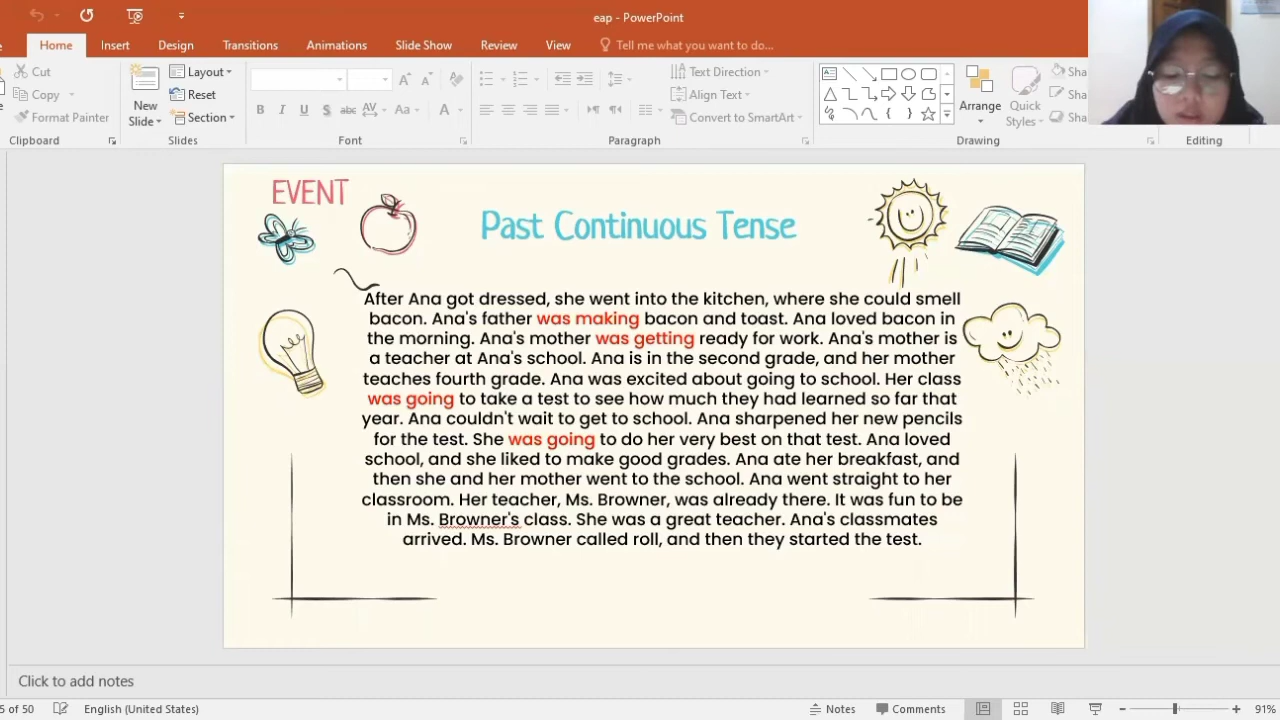 eap - PowerPoint
Home Insert Design Transitions Animations Slide Show Review View Tell me what you want to do...
Cut
Copy
Format Painter
Clipboard
New Slide
Layout
Reset
Section
Slides
B I U S abc AV Aa A
Font
Text Direction
Align Text
Convert to SmartArt
Paragraph
Arrange
Quick Styles
Sha
Sha
Sha
Drawing
Editing
EVENT
Past Continuous Tense
After Ana got dressed, she went into the kitchen, where she could smell
bacon. Ana's father was making bacon and toast. Ana loved bacon in
the morning. Ana's mother was getting ready for work. Ana's mother is
a teacher at Ana's school. Ana is in the second grade, and her mother
teaches fourth grade. Ana was excited about going to school. Her class
was going to take a test to see how much they had learned so far that
year. Ana couldn't wait to get to school. Ana sharpened her new pencils
for the test. She was going to do her very best on that test. Ana loved
school, and she liked to make good grades. Ana ate her breakfast, and
then she and her mother went to the school. Ana went straight to her
classroom. Her teacher, Ms. Browner, was already there. It was fun to be
in Ms. Browner's class. She was a great teacher. Ana's classmates
arrived. Ms. Browner called roll, and then they started the test.
Click to add notes
5 of 50 English (United States) Notes Comments 91%